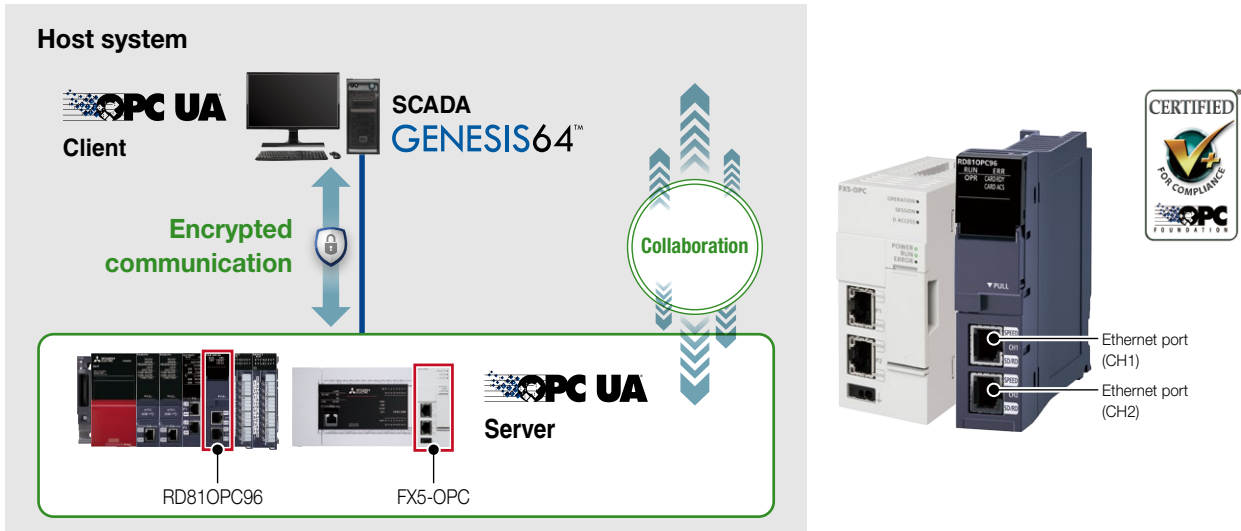 Host system
OPC UA
Client
SCADA
GENESIS64™
Encrypted
communication
Collaboration
OPC UA
Server
RD81OPC96
FX5-OPC
FX5-OPC
OPERATION
SESSION
D.ACCESS
POWER
RUN
ERROR
RD81OPC96
RUN ERR
OPR CARD RDY
CARD ACS
▼PULL
SPEED
CH1
SD/RD
SPEED
CH2
SD/RD
Ethernet port
(CH1)
Ethernet port
(CH2)
CERTIFIED
®
V+
FOR COMPLIANCE
OPC
FOUNDATION